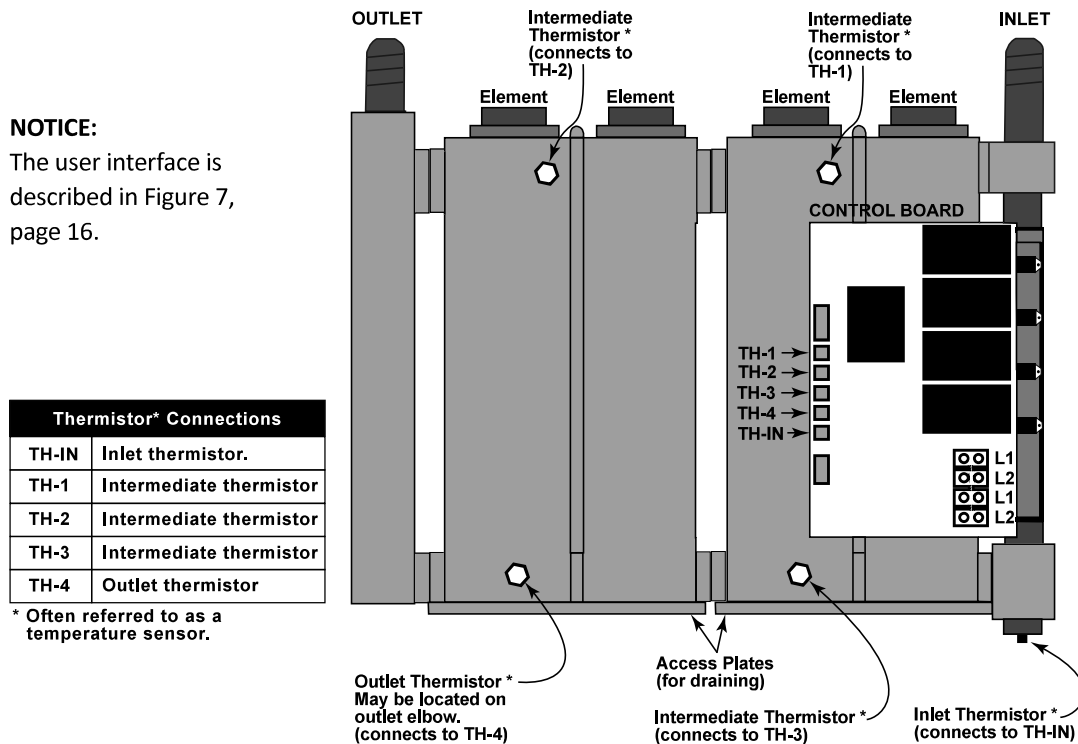 NOTICE:
The user interface is
described in Figure 7,
page 16.
OUTLET
Intermediate
Thermistor *
(connects to
TH-2)
Intermediate
Thermistor *
(connects to
TH-1)
INLET
Element
Element
Element
Element
CONTROL BOARD
TH-1
TH-2
TH-3
TH-4
TH-IN
L1
L2
L1
L2
Thermistor* Connections
TH-IN Inlet thermistor.
TH-1 Intermediate thermistor
TH-2 Intermediate thermistor
TH-3 Intermediate thermistor
TH-4 Outlet thermistor
* Often referred to as a
temperature sensor.
Outlet Thermistor *
May be located on
outlet elbow.
(connects to TH-4)
Access Plates
(for draining)
Intermediate Thermistor *
(connects to TH-3)
Inlet Thermistor *
(connects to TH-IN)